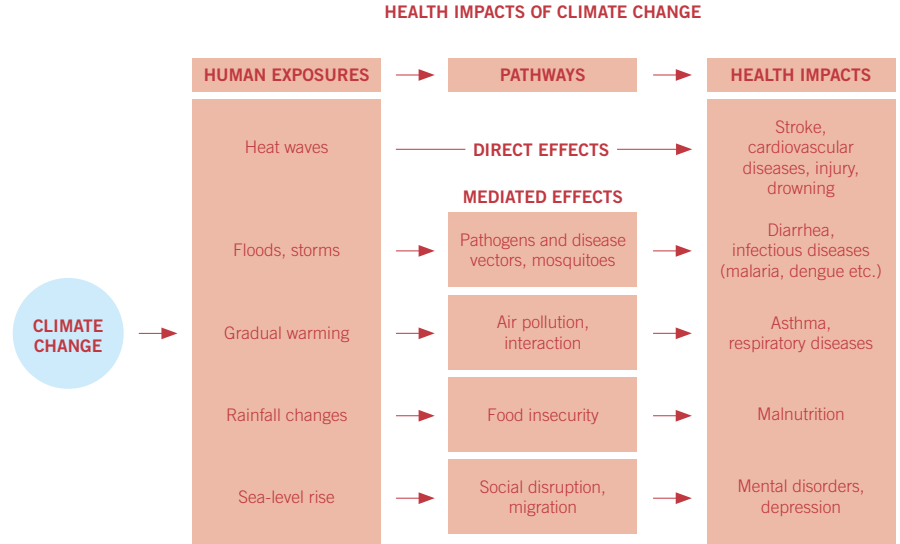 HEALTH IMPACTS OF CLIMATE CHANGE
HUMAN EXPOSURES
PATHWAYS
HEALTH IMPACTS
Heat waves
DIRECT EFFECTS
Stroke,
cardiovascular
diseases, injury,
drowning
MEDIATED EFFECTS
Floods, storms
Pathogens and disease
vectors, mosquitoes
Diarrhea,
infectious diseases
(malaria, dengue etc.)
CLIMATE
CHANGE
Gradual warming
Air pollution,
interaction
Asthma,
respiratory diseases
Rainfall changes
Food insecurity
Malnutrition
Sea-level rise
Social disruption,
migration
Mental disorders,
depression